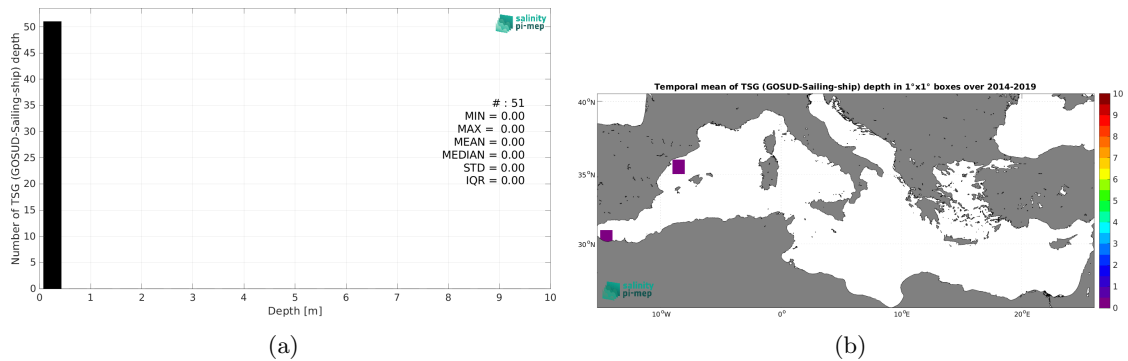 50
45
40
35
30
25
20
15
10
5
0
Number of TSG (GOSUD-Sailing-ship) depth
salinity
pi-mep
# : 51
MIN = 0.00
MAX = 0.00
MEAN = 0.00
MEDIAN = 0.00
STD = 0.00
IQR = 0.00
0 1 2 3 4 5 6 7 8 9 10
Depth [m]
(a)
Temporal mean of TSG (GOSUD-Sailing-ship) depth in 1°x1° boxes over 2014-2019
40°N
35°N
30°N
salinity
pi-mep
10°W 0° 10°E 20°E
10
9
8
7
6
5
4
3
2
1
0
(b)